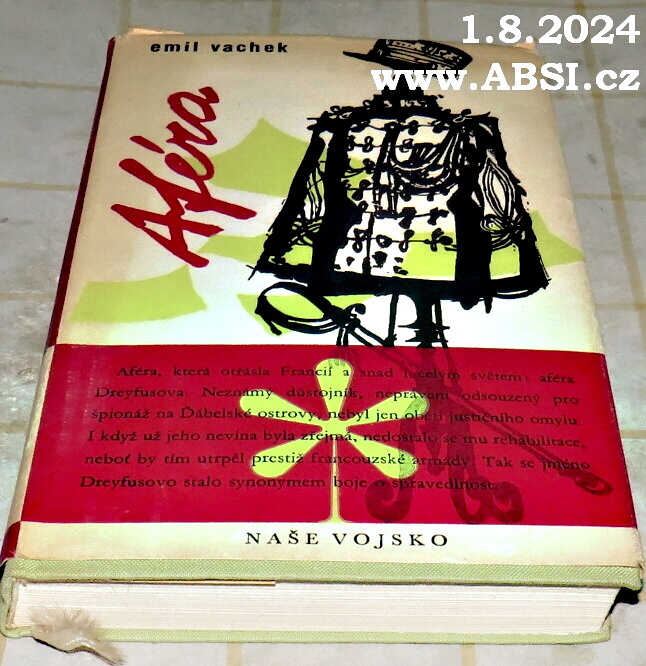 1.8.2024
www.ABSI.cz
emil vachek
Aféra
Aféra, která otřásla Francií a snad i celým světem: aféra
Dreyfusova. Neznámý důstojník, neprávem odsouzený pro
špionáž na Ďábelské ostrovy, nebyl jen obětí justičního omylu.
I když už jeho nevina byla zřejmá, nedostalo se mu rehabilitace,
neboť by tím utrpěl prestiž francouzské armády. Tak se jméno
Dreyfusovo stalo synonymem boje o spravedlnost.
NAŠE VOJSKO